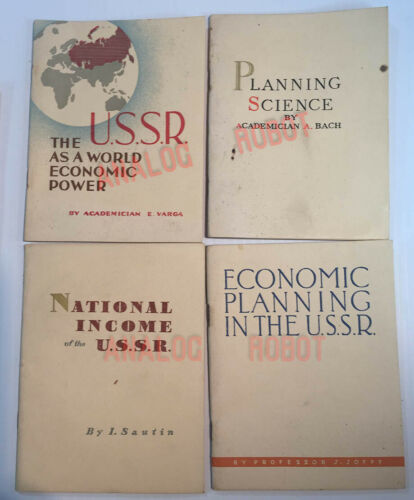 THE U.S.S.R.
AS A WORLD
ECONOMIC
POWER
BY ACADEMICIAN E. VARGA
PLANNING
SCIENCE
BY
ACADEMICIAN A. BACH
ANALOG ROBOT
NATIONAL
INCOME
of the
U.S.S.R.
By I. Sautin
ECONOMIC
PLANNING
IN THE U.S.S.R.
BY PROFESSOR J. JOFFE
ANALOG ROBOT